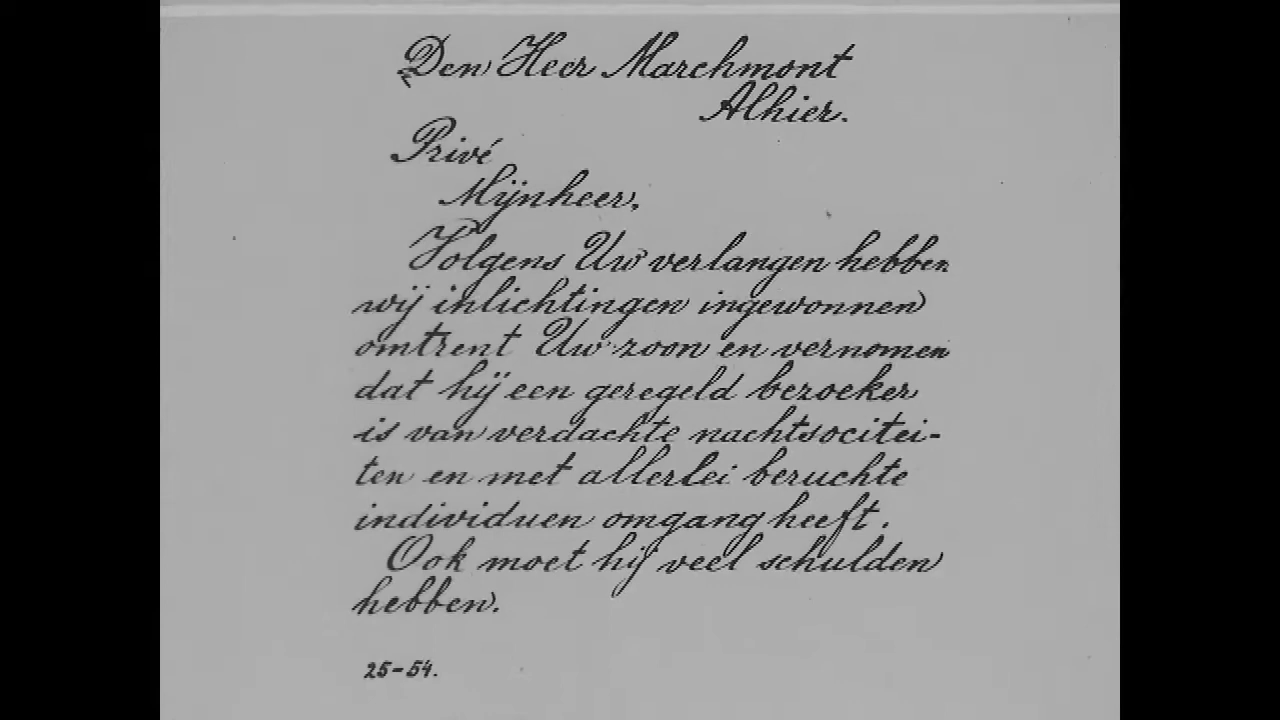 Den Heer Marchmont
Alhier.
Privé
Mijnheer,
Volgens Uw verlangen hebben
wij inlichtingen ingewonnen
omtrent Uw zoon en vernomen
dat hij een geregeld bezoeker
is van verdachte nachtsocitei-
ten en met allerlei beruchte
individuen omgang heeft.
Ook moet hij veel schulden
hebben.
25-54.